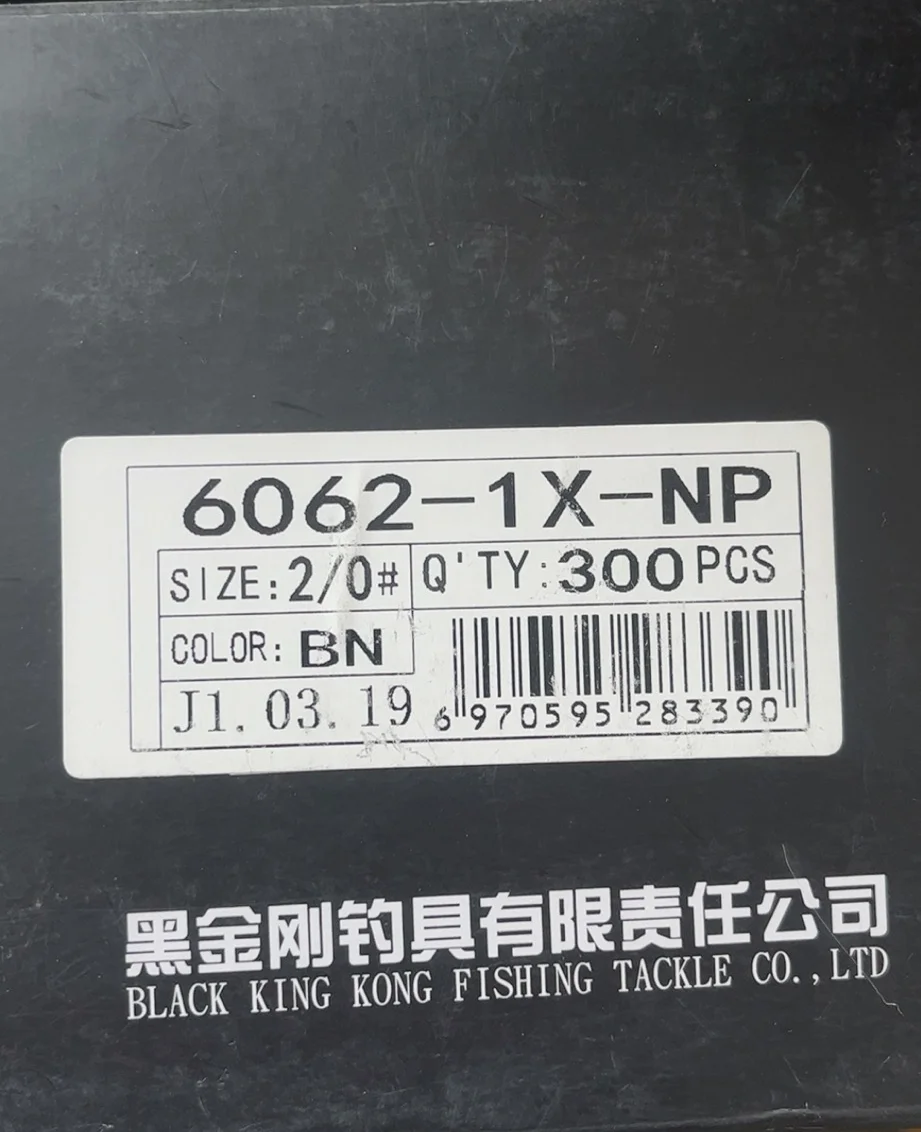 6062-1X-NP
SIZE:2/0# Q'TY:300PCS
COLOR: BN
J1.03.19
6 970595 283390
黑金刚钓具有限责任公司
BLACK KING KONG FISHING TACKLE CO.,LTD